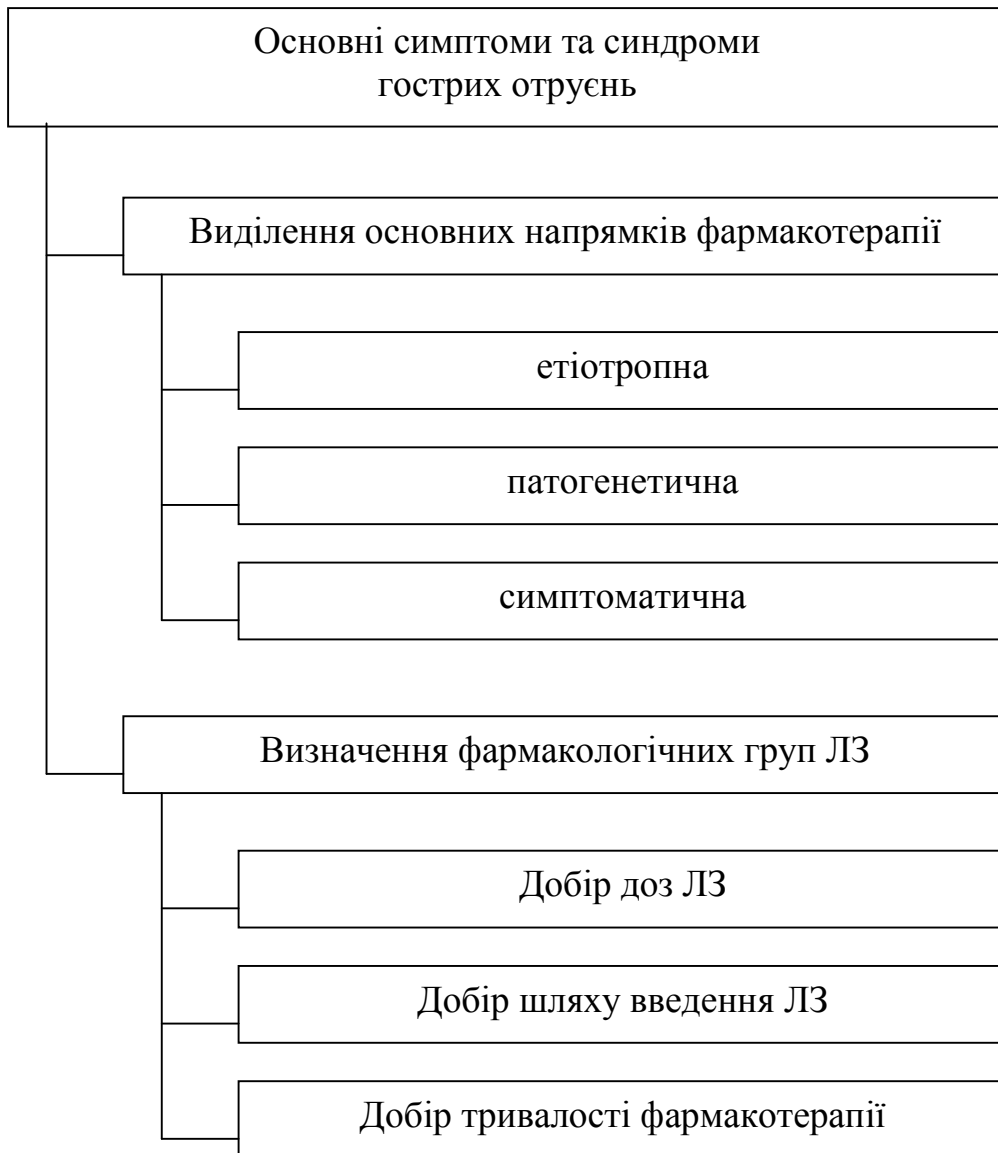 Основні симптоми та синдроми
гострих отруєнь
Виділення основних напрямків фармакотерапії
етіотропна
патогенетична
симптоматична
Визначення фармакологічних груп ЛЗ
Добір доз ЛЗ
Добір шляху введення ЛЗ
Добір тривалості фармакотерапії